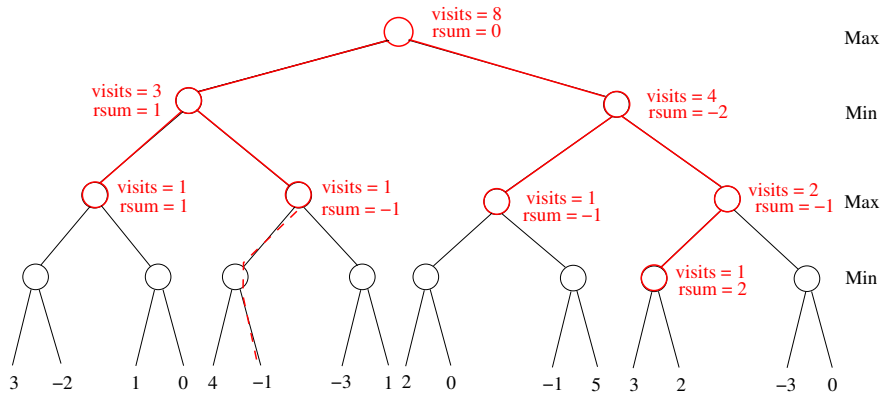 visits = 8
rsum = 0
Max
visits = 3
rsum = 1
visits = 4
rsum = −2
Min
visits = 1
rsum = 1
visits = 1
rsum = −1
visits = 1
rsum = −1
visits = 2
rsum = −1
Max
visits = 1
rsum = 2
Min
3 −2 1 0 4 −1 −3 1 2 0 −1 5 3 2 −3 0